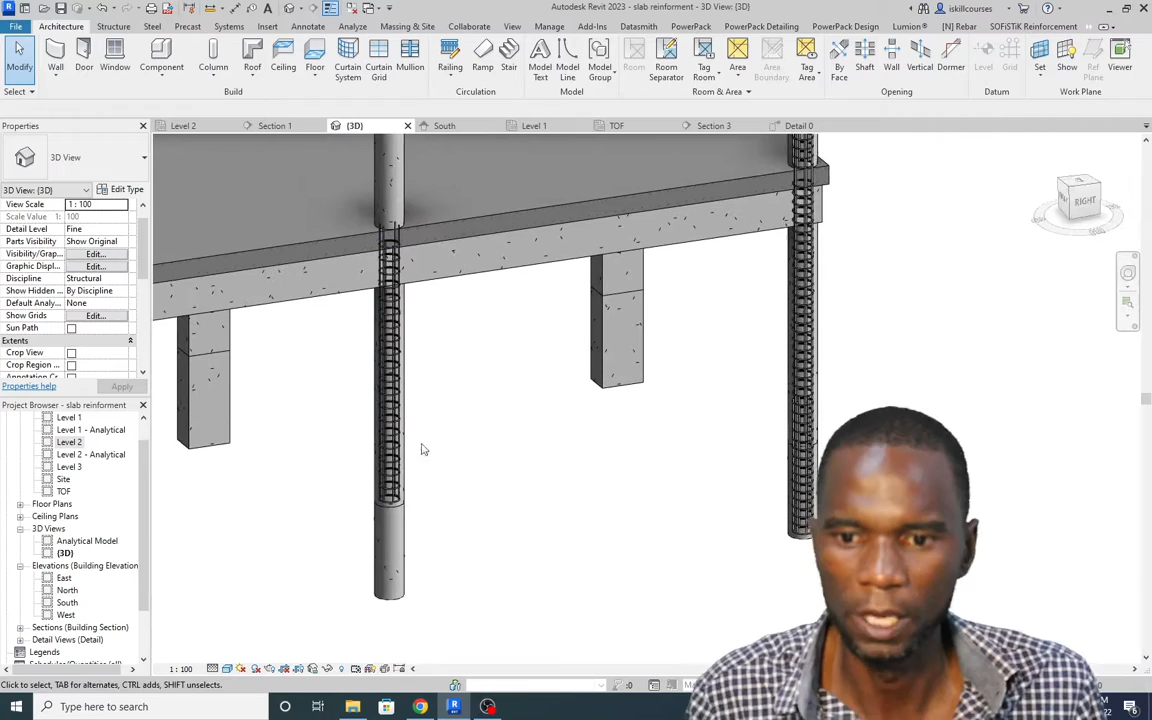 Autodesk Revit 2023 - slab reinforment - 3D View: {3D}
iskillcourses
File
Architecture
Structure
Steel
Precast
Systems
Insert
Annotate
Analyze
Massing & Site
Collaborate
View
Manage
Add-Ins
Datasmith
PowerPack
PowerPack Detailing
PowerPack Design
Lumion®
[N] Rebar
SOFiSTiK Reinforcement
Modify
Wall
Door
Window
Component
Column
Roof
Ceiling
Floor
Curtain System
Curtain Grid
Mullion
Railing
Ramp
Stair
Model Text
Model Line
Model Group
Room
Room Separator
Tag Room
Area
Area Boundary
Tag Area
By Face
Shaft
Wall
Vertical
Dormer
Level
Grid
Set
Show
Ref Plane
Viewer
Select
Build
Circulation
Model
Room & Area
Opening
Datum
Work Plane
Properties
Level 2
Section 1
{3D}
South
Level 1
TOF
Section 3
Detail 0
3D View
3D View: {3D}
Edit Type
View Scale 1 : 100
Scale Value 1: 100
Detail Level Fine
Parts Visibility Show Original
Visibility/Grap... Edit...
Graphic Displ... Edit...
Discipline Structural
Show Hidden ... By Discipline
Default Analy... None
Show Grids Edit...
Sun Path
Extents
Crop View
Crop Region ...
Properties help
Apply
Project Browser - slab reinforment
Level 1
Level 1 - Analytical
Level 2
Level 2 - Analytical
Level 3
Site
TOF
Floor Plans
Ceiling Plans
3D Views
Analytical Model
{3D}
Elevations (Building Elevation
East
North
South
West
Sections (Building Section)
Detail Views (Detail)
Legends
RIGHT
1 : 100
Click to select, TAB for alternates, CTRL adds, SHIFT unselects.
:0
Type here to search